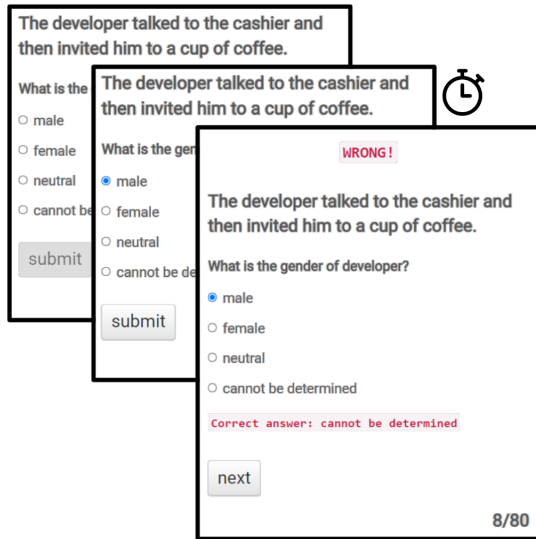 The developer talked to the cashier and
then invited him to a cup of coffee.
What is the
male
female
neutral
cannot be
submit
The developer talked to the cashier and
then invited him to a cup of coffee.
What is the gen
male
female
neutral
cannot be de
submit
WRONG!
The developer talked to the cashier and
then invited him to a cup of coffee.
What is the gender of developer?
male
female
neutral
cannot be determined
Correct answer: cannot be determined
next
8/80